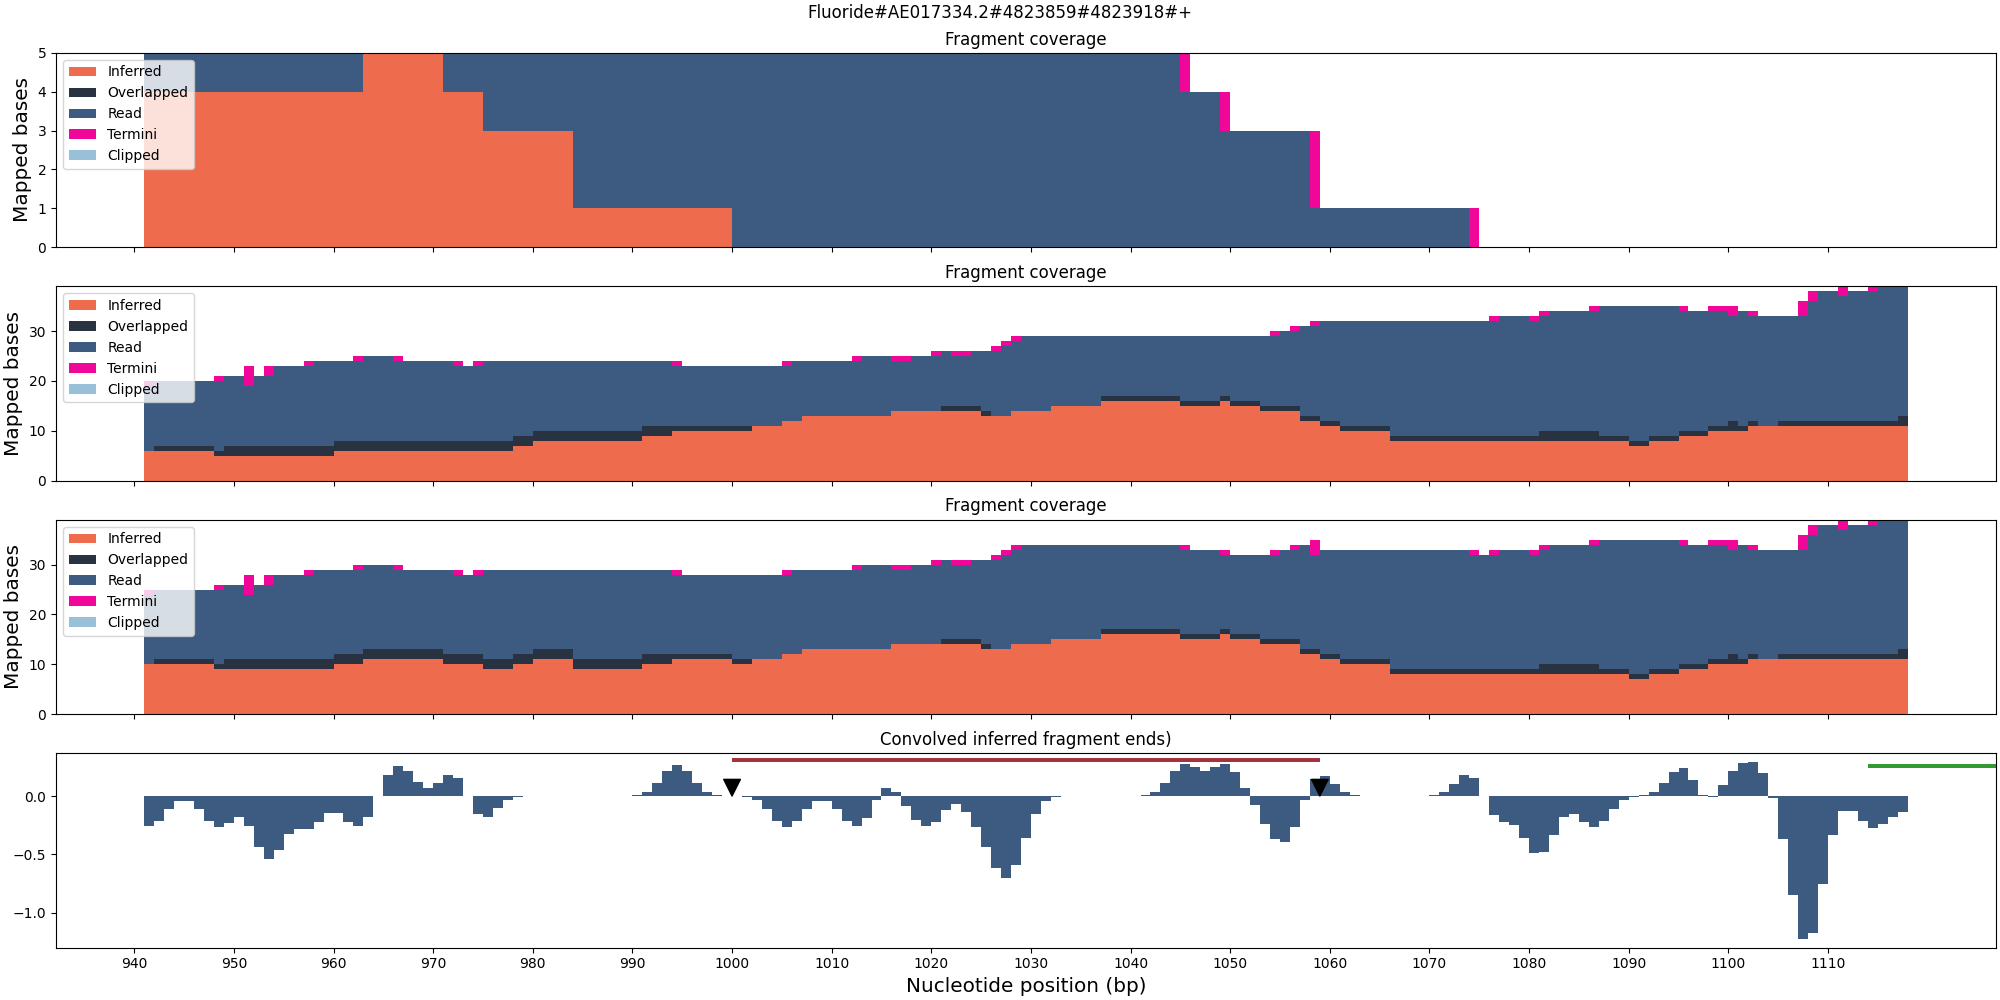 Fluoride#AE017334.2#4823859#4823918#+
Fragment coverage
Mapped bases
5
4
3
2
1
0
Inferred
Overlapped
Read
Termini
Clipped
Fragment coverage
Mapped bases
30
20
10
0
Inferred
Overlapped
Read
Termini
Clipped
Fragment coverage
Mapped bases
30
20
10
0
Inferred
Overlapped
Read
Termini
Clipped
Convolved inferred fragment ends)
0.0
−0.5
−1.0
940 950 960 970 980 990 1000 1010 1020 1030 1040 1050 1060 1070 1080 1090 1100 1110
Nucleotide position (bp)